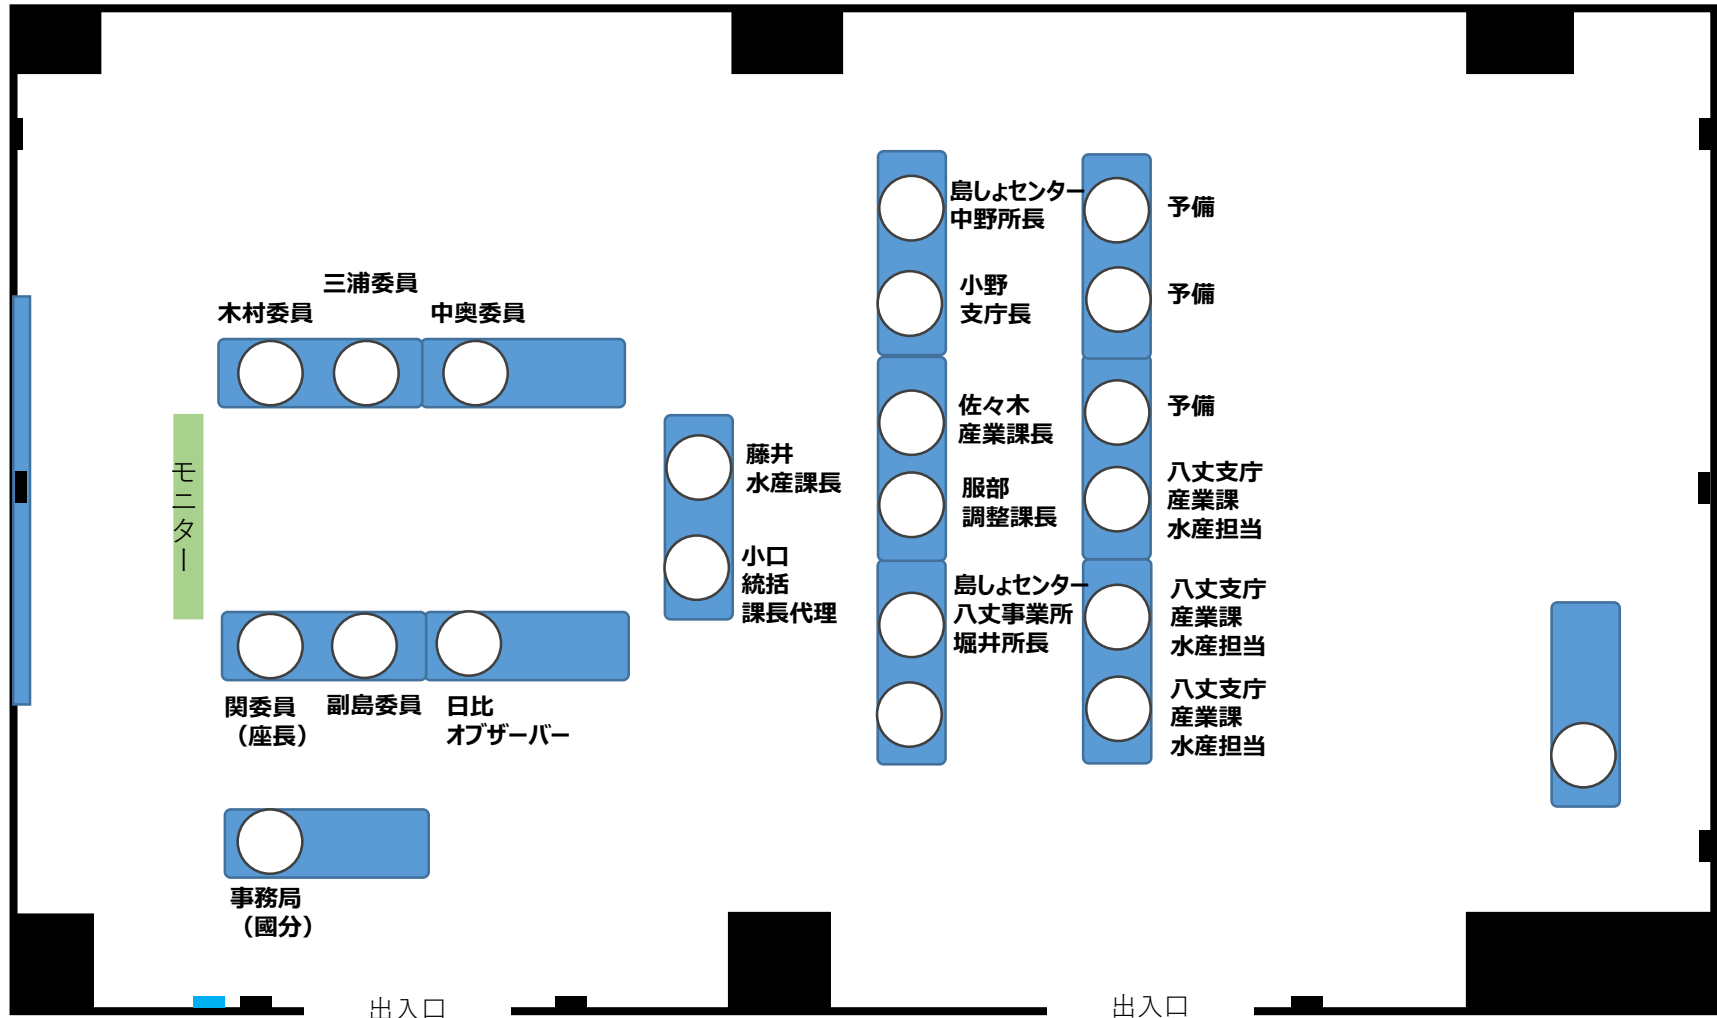 三浦委員
木村委員
中奥委員
モニター
関委員
（座長）
副島委員
日比
オブザーバー
事務局
（國分）
藤井
水産課長
小口
統括
課長代理
島しょセンター
中野所長
小野
支庁長
佐々木
産業課長
服部
調整課長
島しょセンター
八丈事業所
堀井所長
予備
予備
予備
八丈支庁
産業課
水産担当
八丈支庁
産業課
水産担当
八丈支庁
産業課
水産担当
出入口
出入口